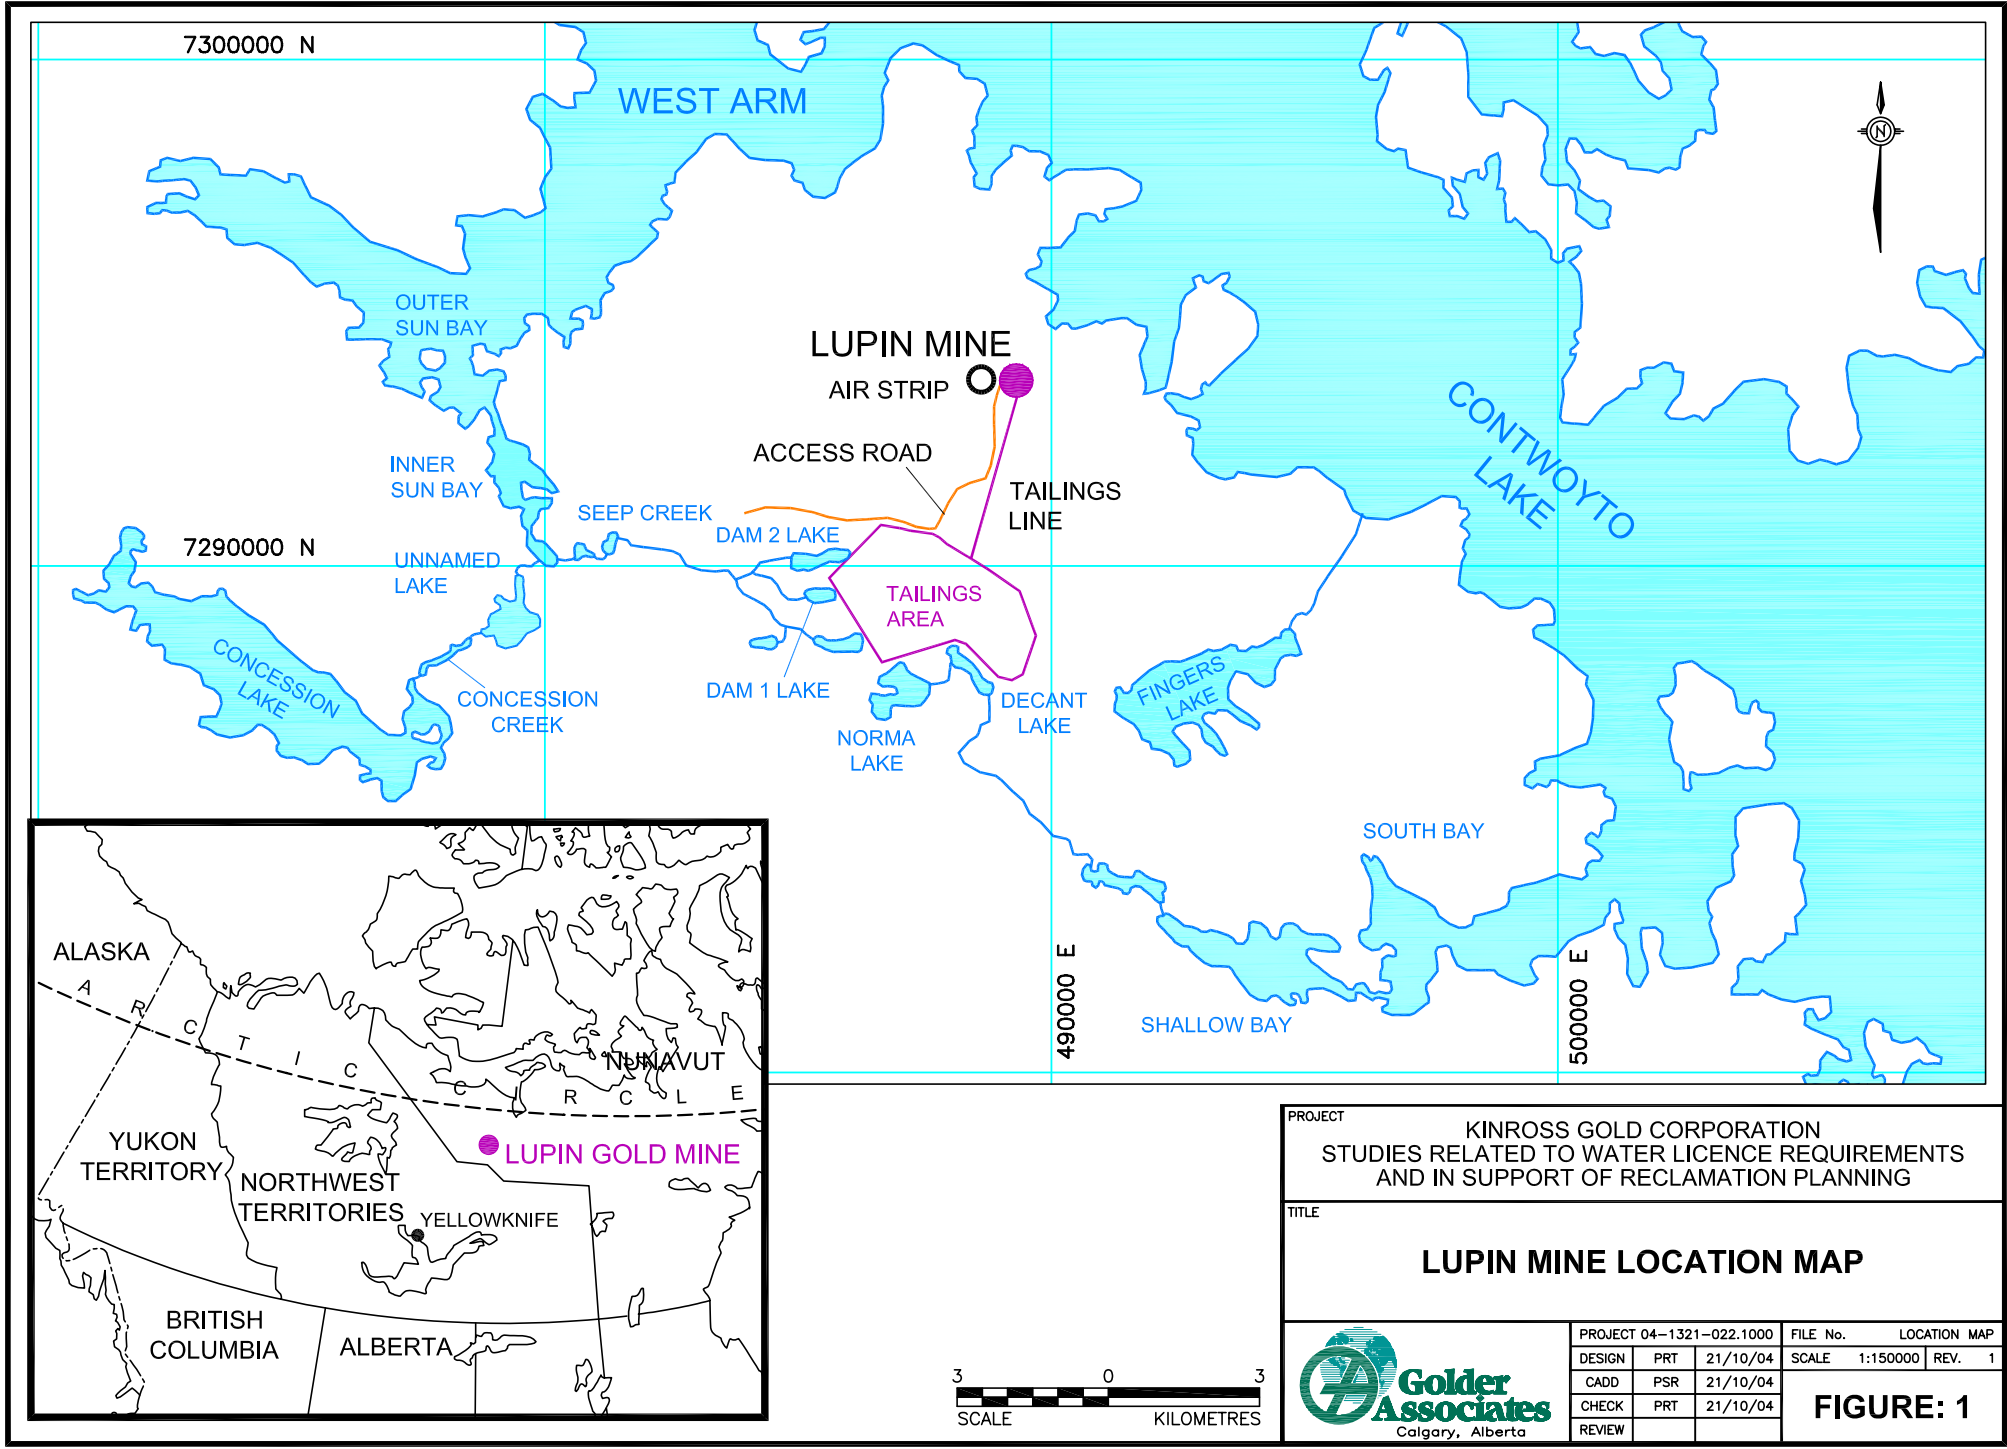 7300000 N
WEST ARM
OUTER
SUN BAY
LUPIN MINE
AIR STRIP
N
CONTWOYTO
LAKE
ACCESS ROAD
INNER
SUN BAY
TAILINGS
LINE
SEEP CREEK
DAM 2 LAKE
7290000 N
UNNAMED
LAKE
TAILINGS
AREA
CONCESSION
LAKE
CONCESSION
CREEK
DAM 1 LAKE
DECANT
LAKE
FINGERS
LAKE
NORMA
LAKE
SOUTH BAY
490000 E
500000 E
SHALLOW BAY
ALASKA
ARCTIC CIRCLE
NUNAVUT
YUKON
TERRITORY
LUPIN GOLD MINE
NORTHWEST
TERRITORIES
YELLOWKNIFE
BRITISH
COLUMBIA
ALBERTA
3 0 3
SCALE KILOMETRES
PROJECT
KINROSS GOLD CORPORATION
STUDIES RELATED TO WATER LICENCE REQUIREMENTS
AND IN SUPPORT OF RECLAMATION PLANNING
TITLE
LUPIN MINE LOCATION MAP
Golder
Associates
Calgary, Alberta
PROJECT 04-1321-022.1000 FILE No. LOCATION MAP
DESIGN PRT 21/10/04 SCALE 1:150000 REV. 1
CADD PSR 21/10/04
CHECK PRT 21/10/04
REVIEW
FIGURE: 1